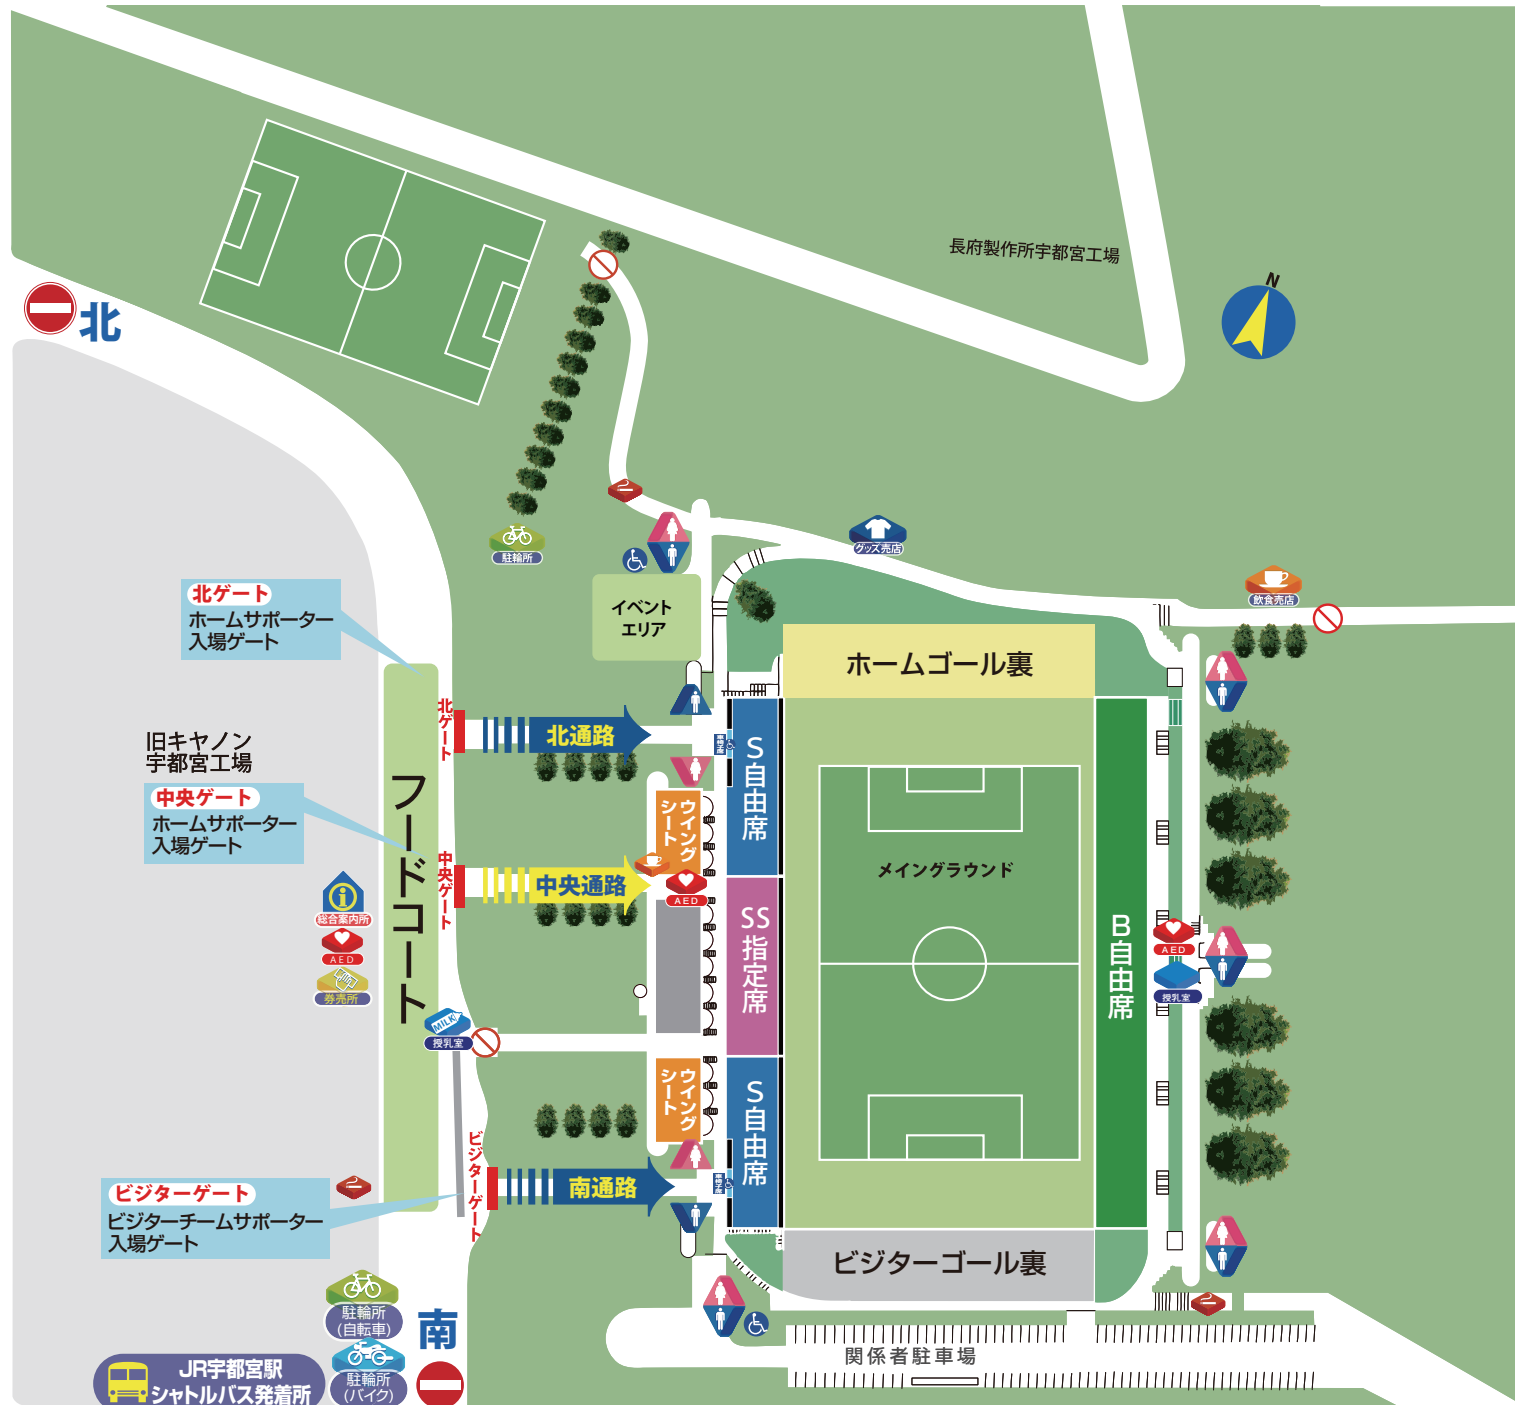 N
長府製作所宇都宮工場
北
グッズ売店
駐輪所
飲食売店
北ゲート
ホームサポーター
入場ゲート
イベント
エリア
ホームゴール裏
北ゲート
北通路
車椅子席
S自由席
旧キヤノン
宇都宮工場
フードコート
中央ゲート
ホームサポーター
入場ゲート
ウイング
シート
メイングラウンド
中央ゲート
中央通路
AED
総合案内所
AED
券売所
SS指定席
B自由席
AED
授乳室
MILK
授乳室
ウイング
シート
S自由席
ビジターゲート
南通路
車椅子席
ビジターゲート
ビジターチームサポーター
入場ゲート
ビジターゴール裏
駐輪所
(自転車)
南
関係者駐車場
JR宇都宮駅
シャトルバス発着所
駐輪所
(バイク)